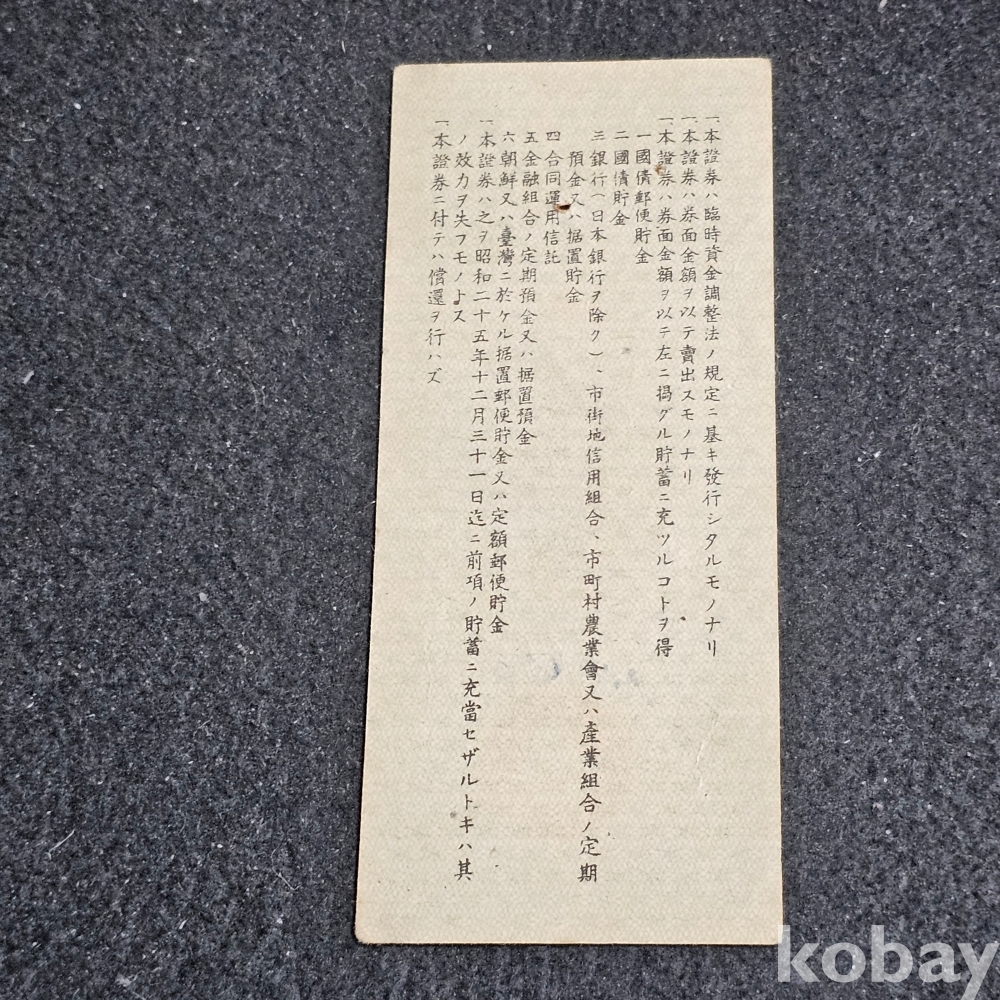 一、本證券ハ臨時資金調整法ノ規定ニ基キ發行シタルモノナリ
一、本證券ハ券面金額ヲ以テ賣出スモノナリ
一、本證券ハ券面金額ヲ以テ左ニ揭グル貯蓄ニ充ツルコトヲ得
一國債郵便貯金
二國債貯金
三銀行(日本銀行ヲ除ク)、市街地信用組合、市町村農業會又ハ產業組合ノ定期
預金又ハ据置貯金
四合同運用信託
五金融組合ノ定期預金又ハ据置預金
六朝鮮又ハ臺灣ニ於ケル据置郵便貯金又ハ定額郵便貯金
一、本證券ハ之ヲ昭和二十五年十二月三十一日迄ニ前項ノ貯蓄ニ充當セザルトキハ其
ノ效力ヲ失フモノトス
一、本證券ニ付テハ償還ヲ行ハズ
kobay